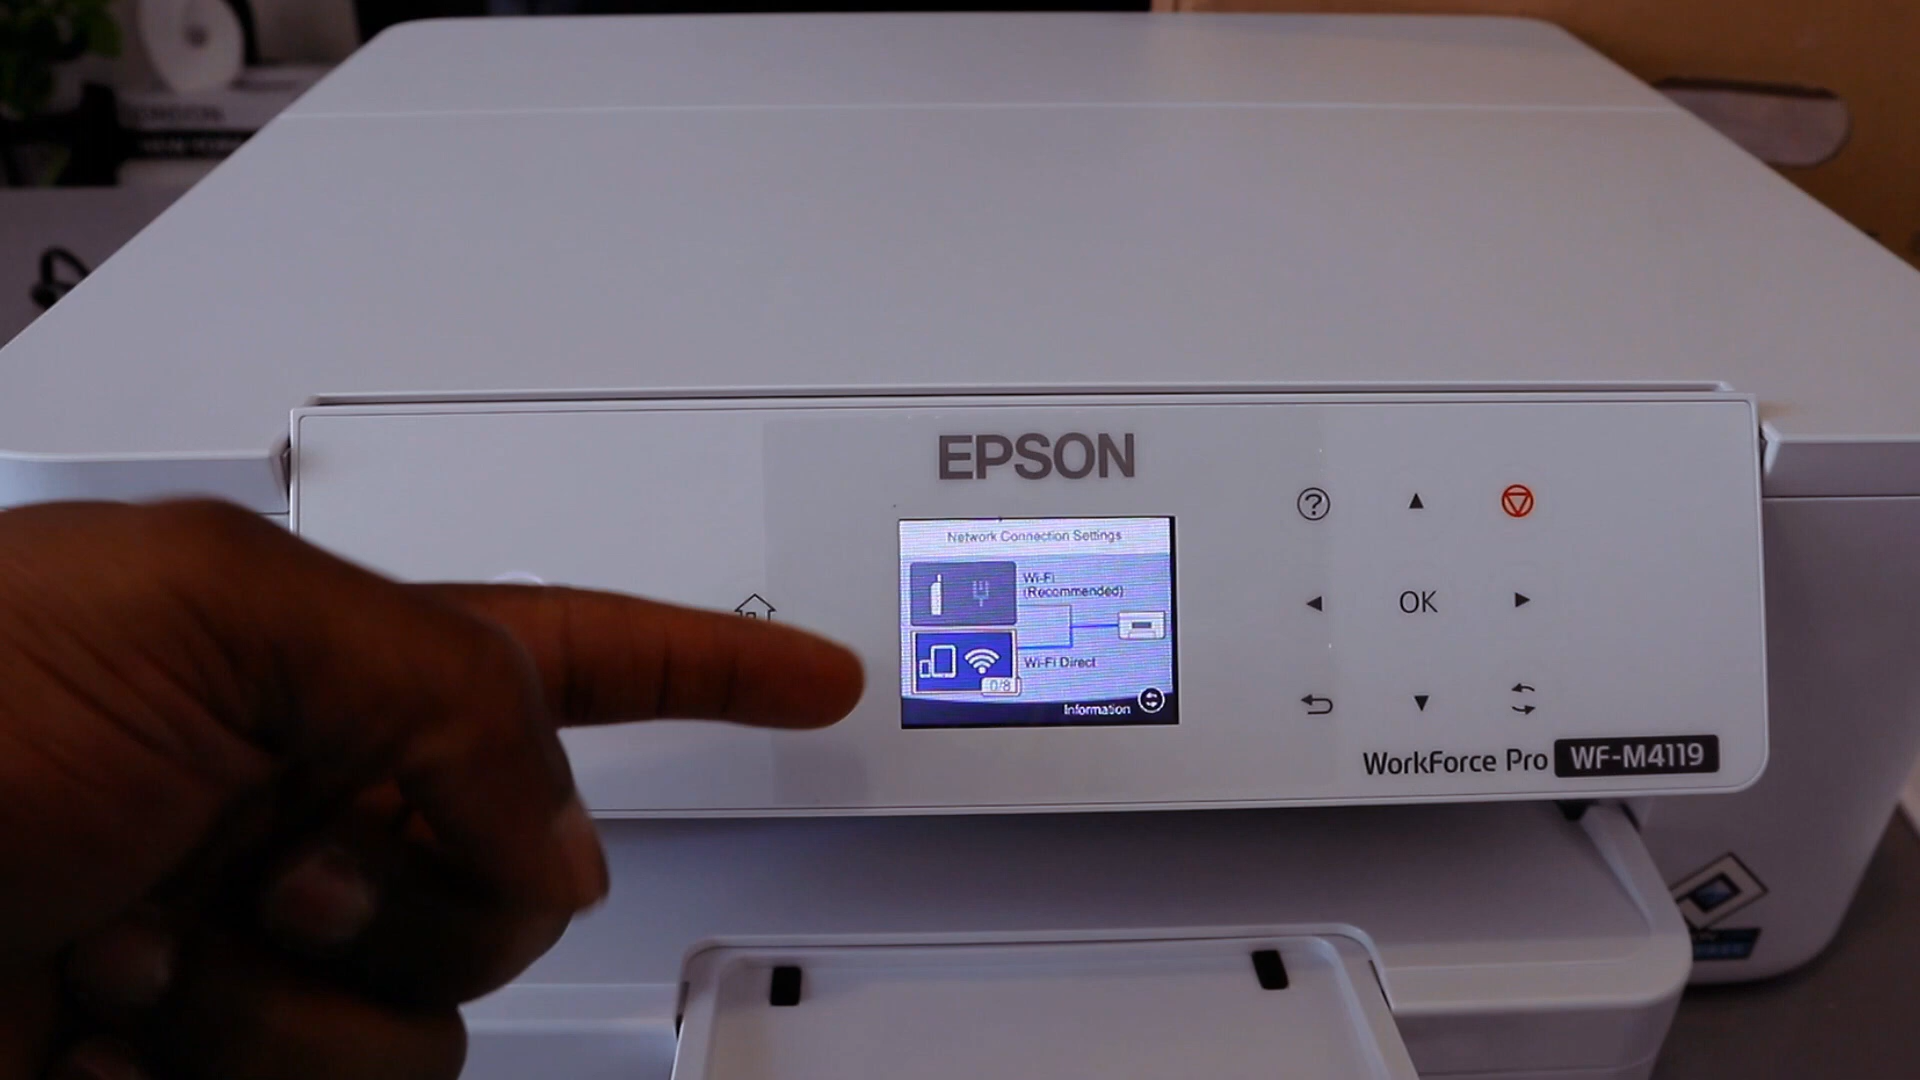 EPSON
Network Connection Settings
Wi-Fi
(Recommended)
Wi-Fi Direct
0/8
Information
?
OK
WorkForce Pro WF-M4119